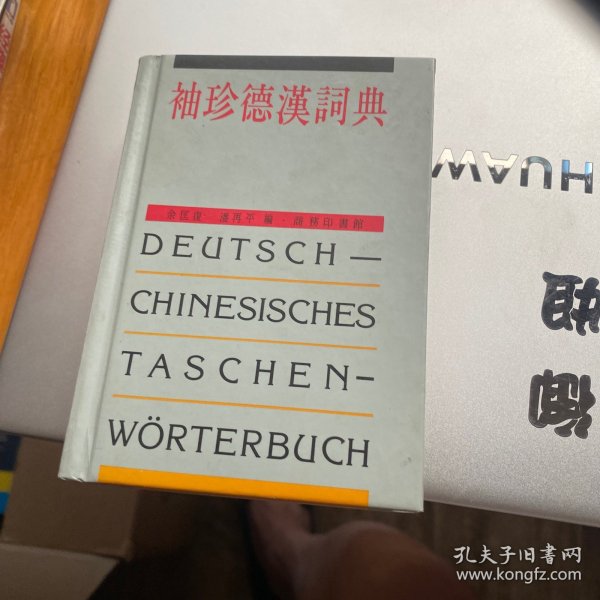 袖珍德漢詞典
余匡復·潘再平 編·商務印書館
DEUTSCH—
CHINESISCHES
TASCHEN-
WÖRTERBUCH
HUAW
孔夫子旧书网
www.kongfz.com